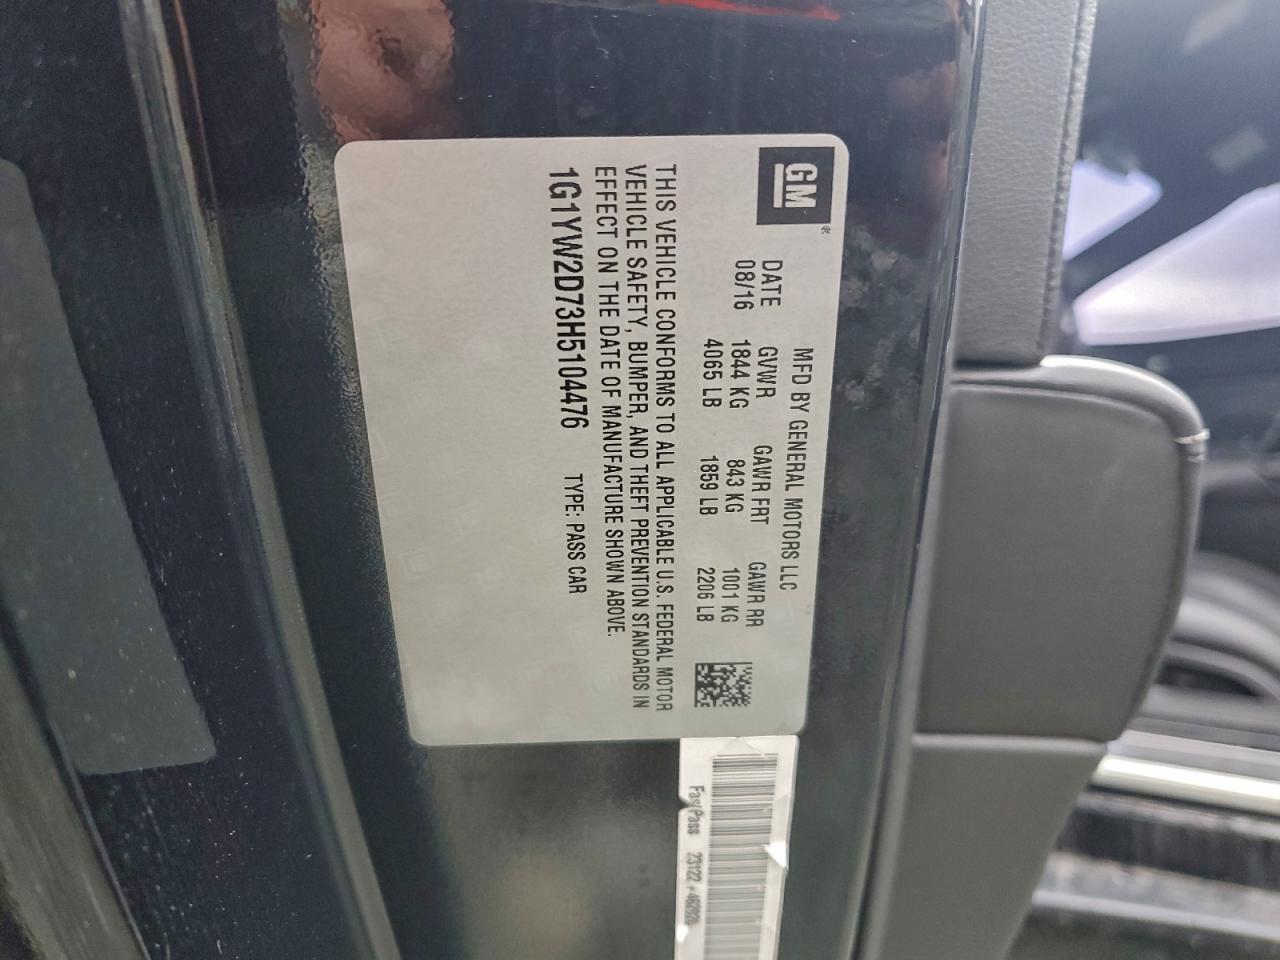 GM®
MFD BY GENERAL MOTORS LLC
DATE GVWR GAWR FRT GAWR RR
08/16 1844 KG 843 KG 1001 KG
4065 LB 1859 LB 2206 LB
THIS VEHICLE CONFORMS TO ALL APPLICABLE U.S. FEDERAL MOTOR
VEHICLE SAFETY, BUMPER, AND THEFT PREVENTION STANDARDS IN
EFFECT ON THE DATE OF MANUFACTURE SHOWN ABOVE.
1G1YW2D73H5104476 TYPE: PASS CAR
FastPass 23122